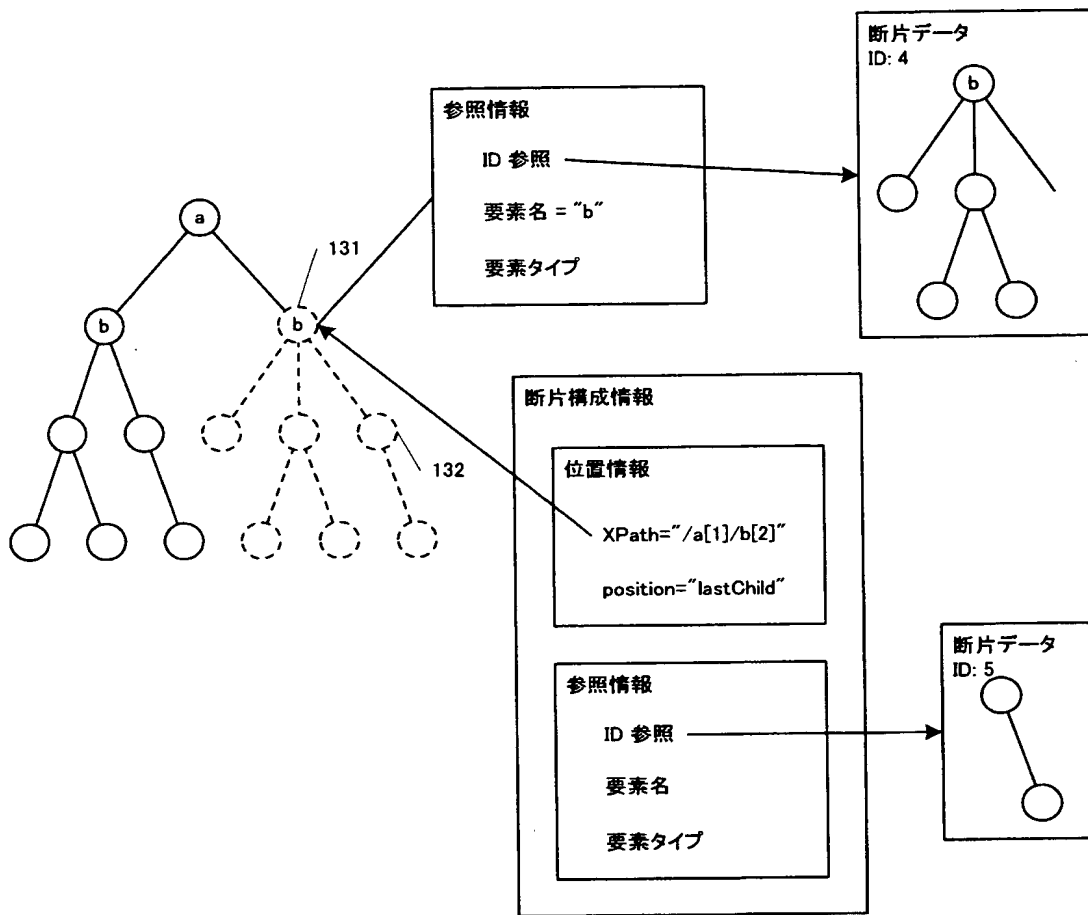 断片データ
ID: 4
b
参照情報
ID 参照
要素名 = "b"
要素タイプ
a
131
b
b
132
断片構成情報
位置情報
XPath="/a[1]/b[2]"
position="lastChild"
参照情報
ID 参照
要素名
要素タイプ
断片データ
ID: 5